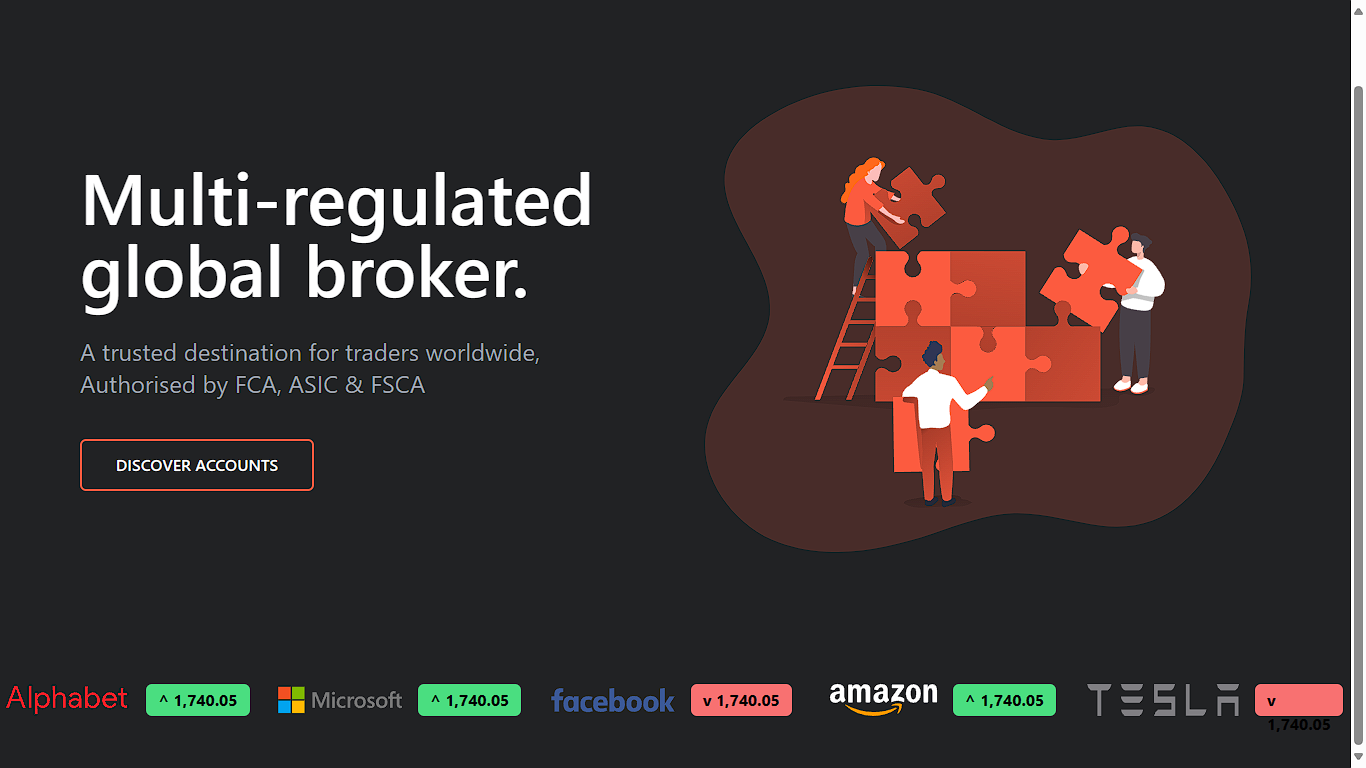 Multi-regulated
global broker.
A trusted destination for traders worldwide,
Authorised by FCA, ASIC & FSCA
DISCOVER ACCOUNTS
Alphabet ^ 1,740.05 Microsoft ^ 1,740.05 facebook v 1,740.05 amazon ^ 1,740.05 TESLA v
1,740.05